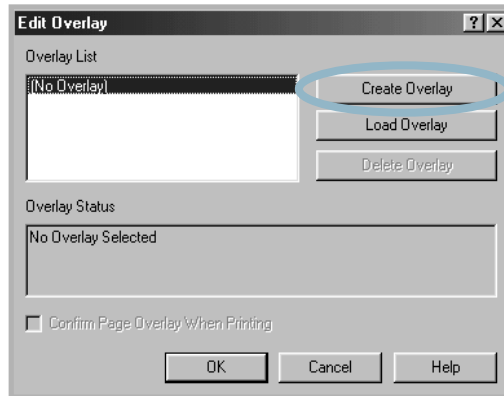 Edit Overlay
Overlay List
(No Overlay)
Create Overlay
Load Overlay
Delete Overlay
Overlay Status
No Overlay Selected
Confirm Page Overlay When Printing
OK Cancel Help